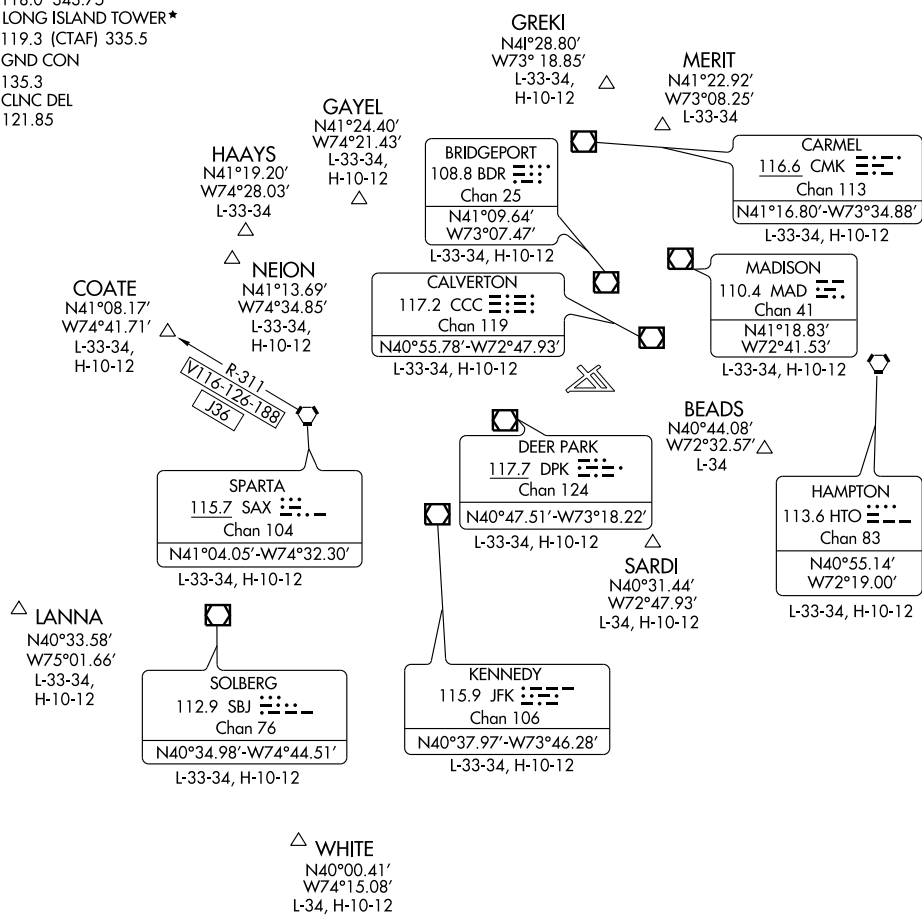 118.0 343.75
LONG ISLAND TOWER★
119.3 (CTAF) 335.5
GND CON
135.3
CLNC DEL
121.85
GREKI
N41°28.80′
W73° 18.85′
L-33-34,
H-10-12
MERIT
N41°22.92′
W73°08.25′
L-33-34
GAYEL
N41°24.40′
W74°21.43′
L-33-34,
H-10-12
HAAYS
N41°19.20′
W74°28.03′
L-33-34
BRIDGEPORT
108.8 BDR
Chan 25
N41°09.64′
W73°07.47′
L-33-34, H-10-12
CARMEL
116.6 CMK
Chan 113
N41°16.80′-W73°34.88′
L-33-34, H-10-12
NEION
N41°13.69′
W74°34.85′
L-33-34,
H-10-12
COATE
N41°08.17′
W74°41.71′
L-33-34,
H-10-12
CALVERTON
117.2 CCC
Chan 119
N40°55.78′-W72°47.93′
L-33-34, H-10-12
MADISON
110.4 MAD
Chan 41
N41°18.83′
W72°41.53′
L-33-34, H-10-12
R-311
V116-126-188
J36
BEADS
N40°44.08′
W72°32.57′
L-34
DEER PARK
117.7 DPK
Chan 124
N40°47.51′-W73°18.22′
L-33-34, H-10-12
SPARTA
115.7 SAX
Chan 104
N41°04.05′-W74°32.30′
L-33-34, H-10-12
HAMPTON
113.6 HTO
Chan 83
N40°55.14′
W72°19.00′
L-33-34, H-10-12
SARDI
N40°31.44′
W72°47.93′
L-34, H-10-12
LANNA
N40°33.58′
W75°01.66′
L-33-34,
H-10-12
SOLBERG
112.9 SBJ
Chan 76
N40°34.98′-W74°44.51′
L-33-34, H-10-12
KENNEDY
115.9 JFK
Chan 106
N40°37.97′-W73°46.28′
L-33-34, H-10-12
WHITE
N40°00.41′
W74°15.08′
L-34, H-10-12